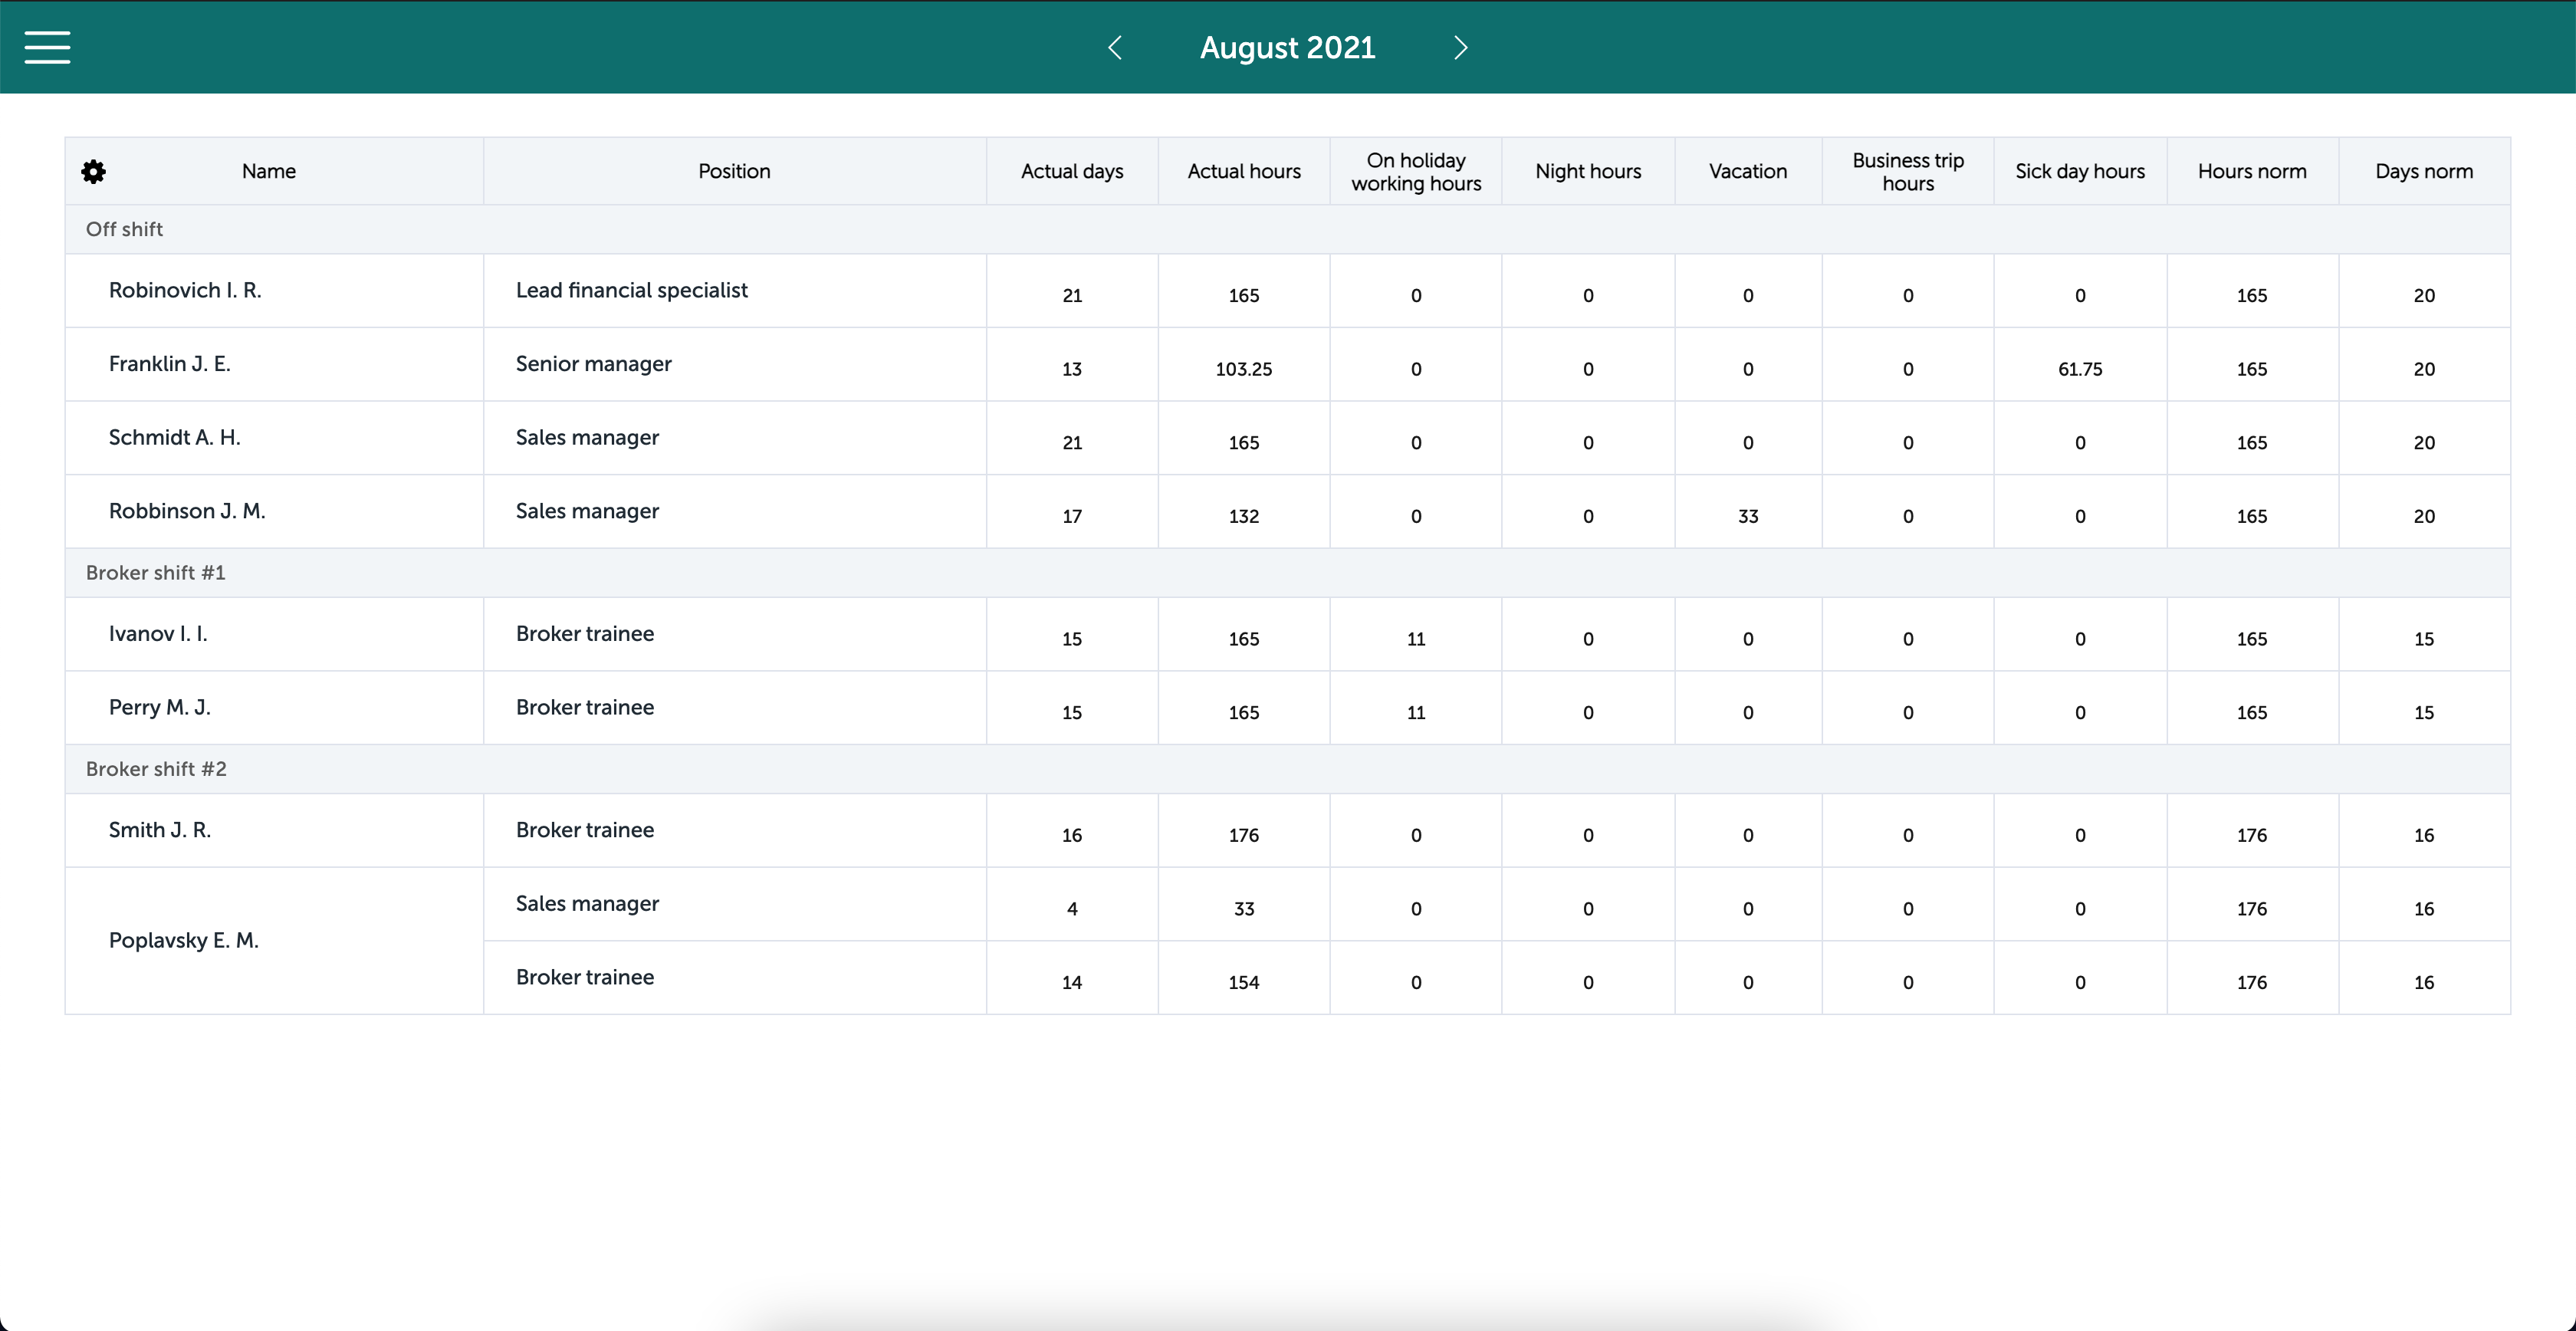 August 2021
Name Position Actual days Actual hours On holiday working hours Night hours Vacation Business trip hours Sick day hours Hours norm Days norm
Off shift
Robinovich I. R. Lead financial specialist 21 165 0 0 0 0 0 165 20
Franklin J. E. Senior manager 13 103.25 0 0 0 0 61.75 165 20
Schmidt A. H. Sales manager 21 165 0 0 0 0 0 165 20
Robbinson J. M. Sales manager 17 132 0 0 33 0 0 165 20
Broker shift #1
Ivanov I. I. Broker trainee 15 165 11 0 0 0 0 165 15
Perry M. J. Broker trainee 15 165 11 0 0 0 0 165 15
Broker shift #2
Smith J. R. Broker trainee 16 176 0 0 0 0 0 176 16
Poplavsky E. M. Sales manager 4 33 0 0 0 0 0 176 16
Broker trainee 14 154 0 0 0 0 0 176 16